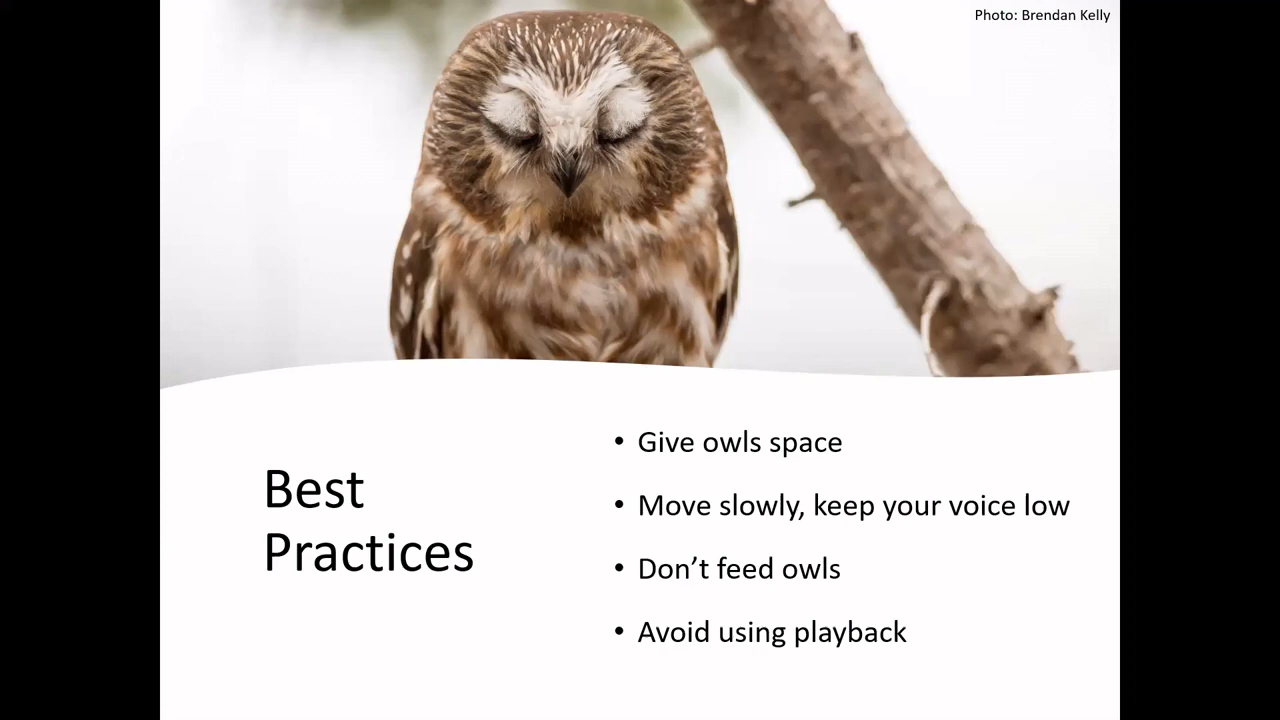 Photo: Brendan Kelly
Best
Practices
• Give owls space
• Move slowly, keep your voice low
• Don’t feed owls
• Avoid using playback